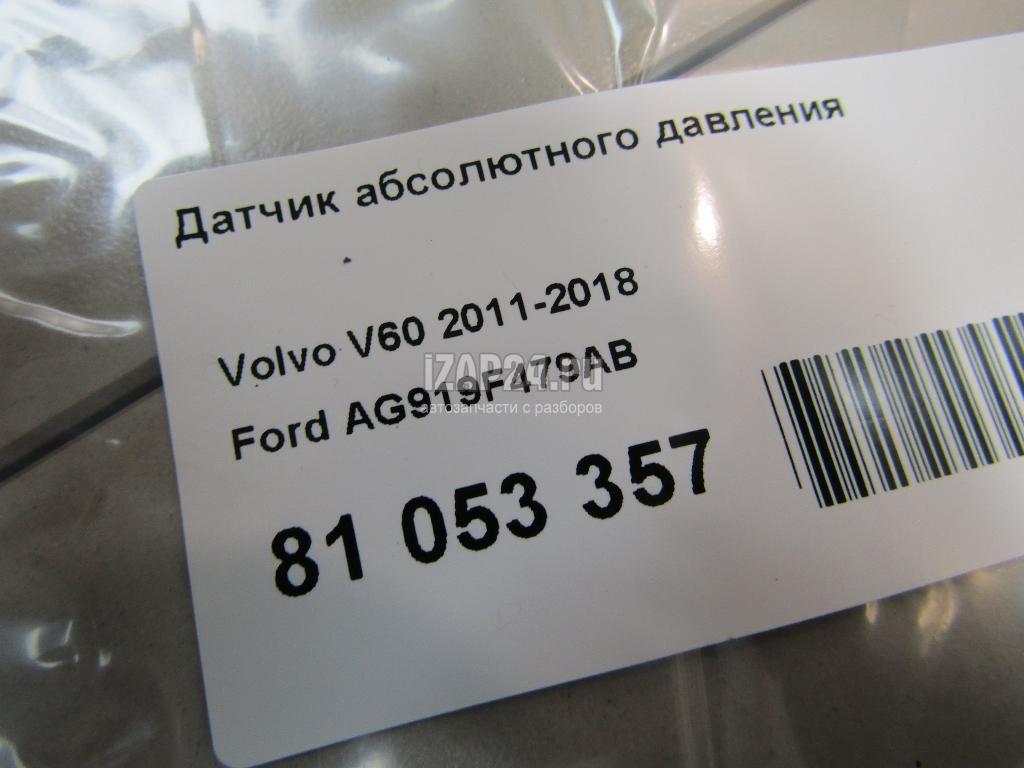 Датчик абсолютного давления
Volvo V60 2011-2018
iZAP24.ru
Ford AG919F479AB
автозапчасти с разборов
81 053 357